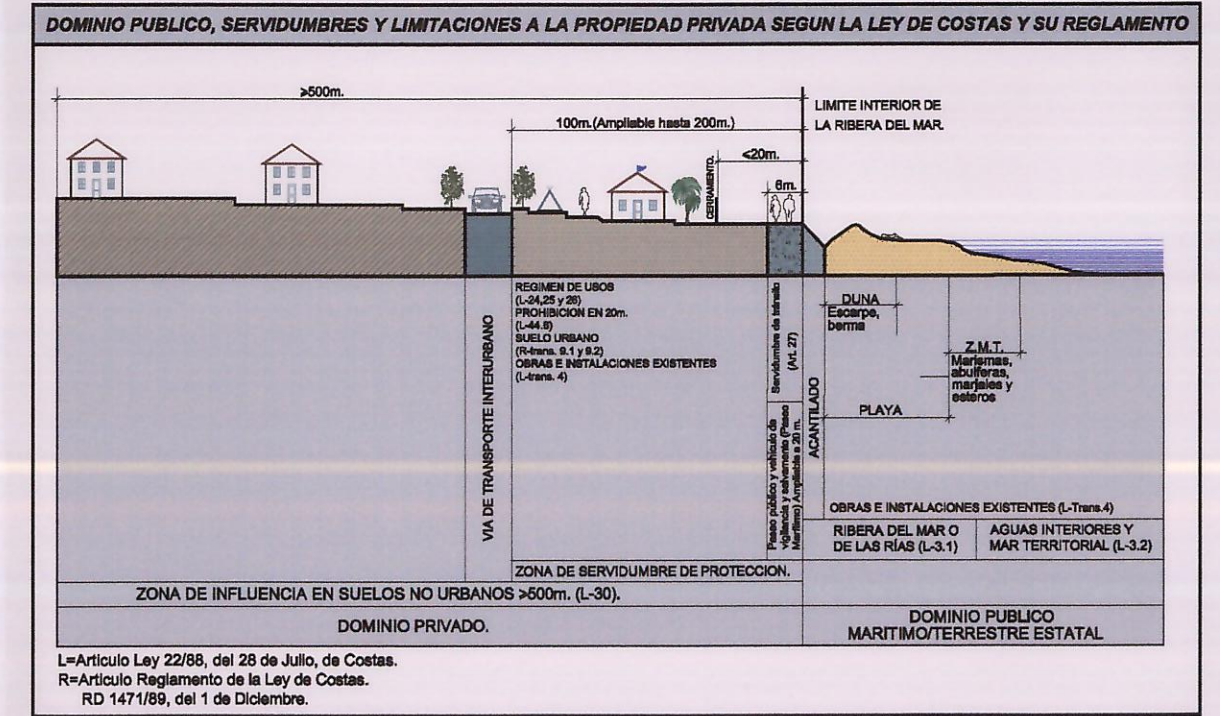 DOMINIO PUBLICO, SERVIDUMBRES Y LIMITACIONES A LA PROPIEDAD PRIVADA SEGUN LA LEY DE COSTAS Y SU REGLAMENTO
>500m.
LIMITE INTERIOR DE
LA RIBERA DEL MAR.
100m.(Ampliable hasta 200m.)
<20m.
CERRAMIENTO.
6m.
VIA DE TRANSPORTE INTERURBANO
REGIMEN DE USOS
(L-24,25 y 26)
PROHIBICION EN 20m.
(L-44.6)
SUELO URBANO
(R-trans. 9.1 y 9.2)
OBRAS E INSTALACIONES EXISTENTES
(L-trans. 4)
Servidumbre de tránsito
(Art. 27)
Paseo público y vehículo de
vigilancia y salvamento (Paseo
Marítimo) Ampliable a 20 m.
ACANTILADO
DUNA
Escarpe,
berma
Z.M.T.
Marismas,
abulferas,
marjales y
esteros
PLAYA
OBRAS E INSTALACIONES EXISTENTES (L-Trans.4)
RIBERA DEL MAR O
DE LAS RÍAS (L-3.1)
AGUAS INTERIORES Y
MAR TERRITORIAL (L-3.2)
ZONA DE SERVIDUMBRE DE PROTECCION.
ZONA DE INFLUENCIA EN SUELOS NO URBANOS >500m. (L-30).
DOMINIO PRIVADO.
DOMINIO PUBLICO
MARITIMO/TERRESTRE ESTATAL
L=Articulo Ley 22/88, del 28 de Julio, de Costas.
R=Articulo Reglamento de la Ley de Costas.
RD 1471/89, del 1 de Diciembre.